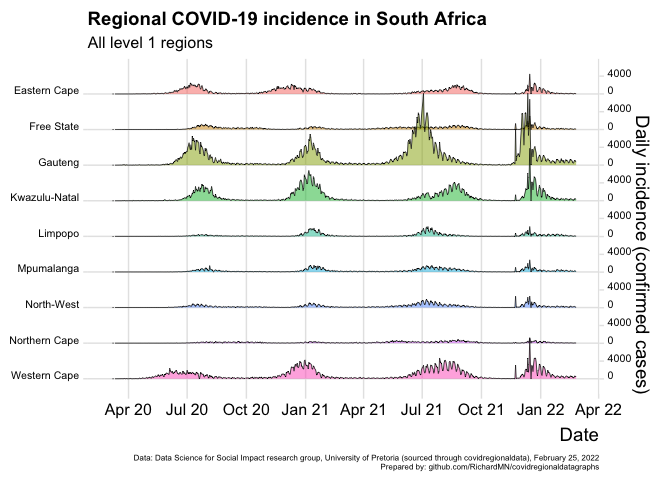 Regional COVID-19 incidence in South Africa
All level 1 regions
Eastern Cape
4000
0
Free State
4000
0
Gauteng
4000
0
Kwazulu-Natal
4000
0
Limpopo
4000
0
Mpumalanga
4000
0
North-West
4000
0
Northern Cape
4000
0
Western Cape
4000
0
Daily incidence (confirmed cases)
Apr 20 Jul 20 Oct 20 Jan 21 Apr 21 Jul 21 Oct 21 Jan 22 Apr 22
Date
Data: Data Science for Social Impact research group, University of Pretoria (sourced through covidregionaldata), February 25, 2022
Prepared by: github.com/RichardMN/covidregionaldatagraphs